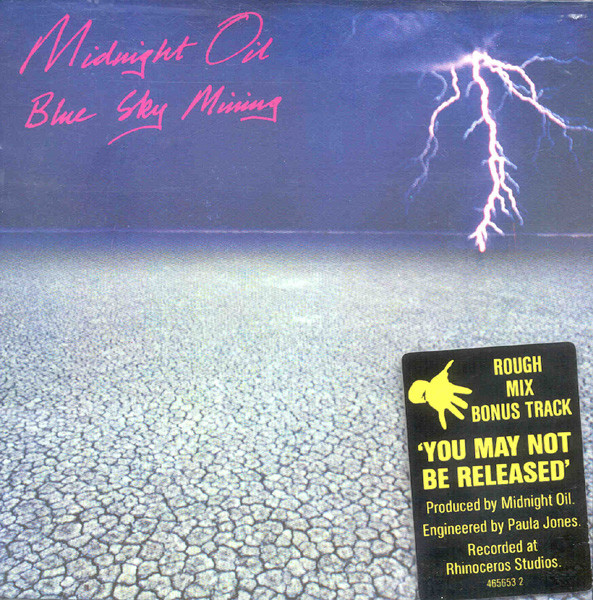 Midnight Oil
Blue Sky Mining
ROUGH
MIX
BONUS TRACK
'YOU MAY NOT
BE RELEASED'
Produced by Midnight Oil.
Engineered by Paula Jones.
Recorded at
Rhinoceros Studios.
465653 2